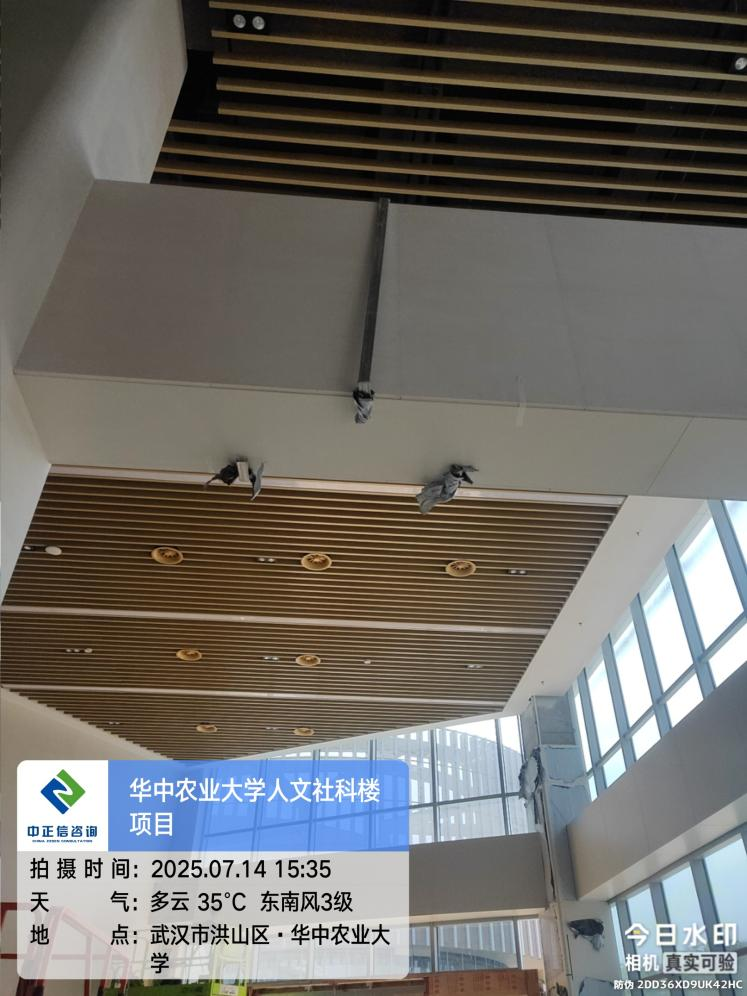 中正信咨询
CHINA ZOSEN CONSULTATION
华中农业大学人文社科楼
项目
拍摄时间: 2025.07.14 15:35
天气: 多云 35°C 东南风3级
地点: 武汉市洪山区·华中农业大
学
今日水印
相机 真实可验
防伪 2DD36XD9UK42HC